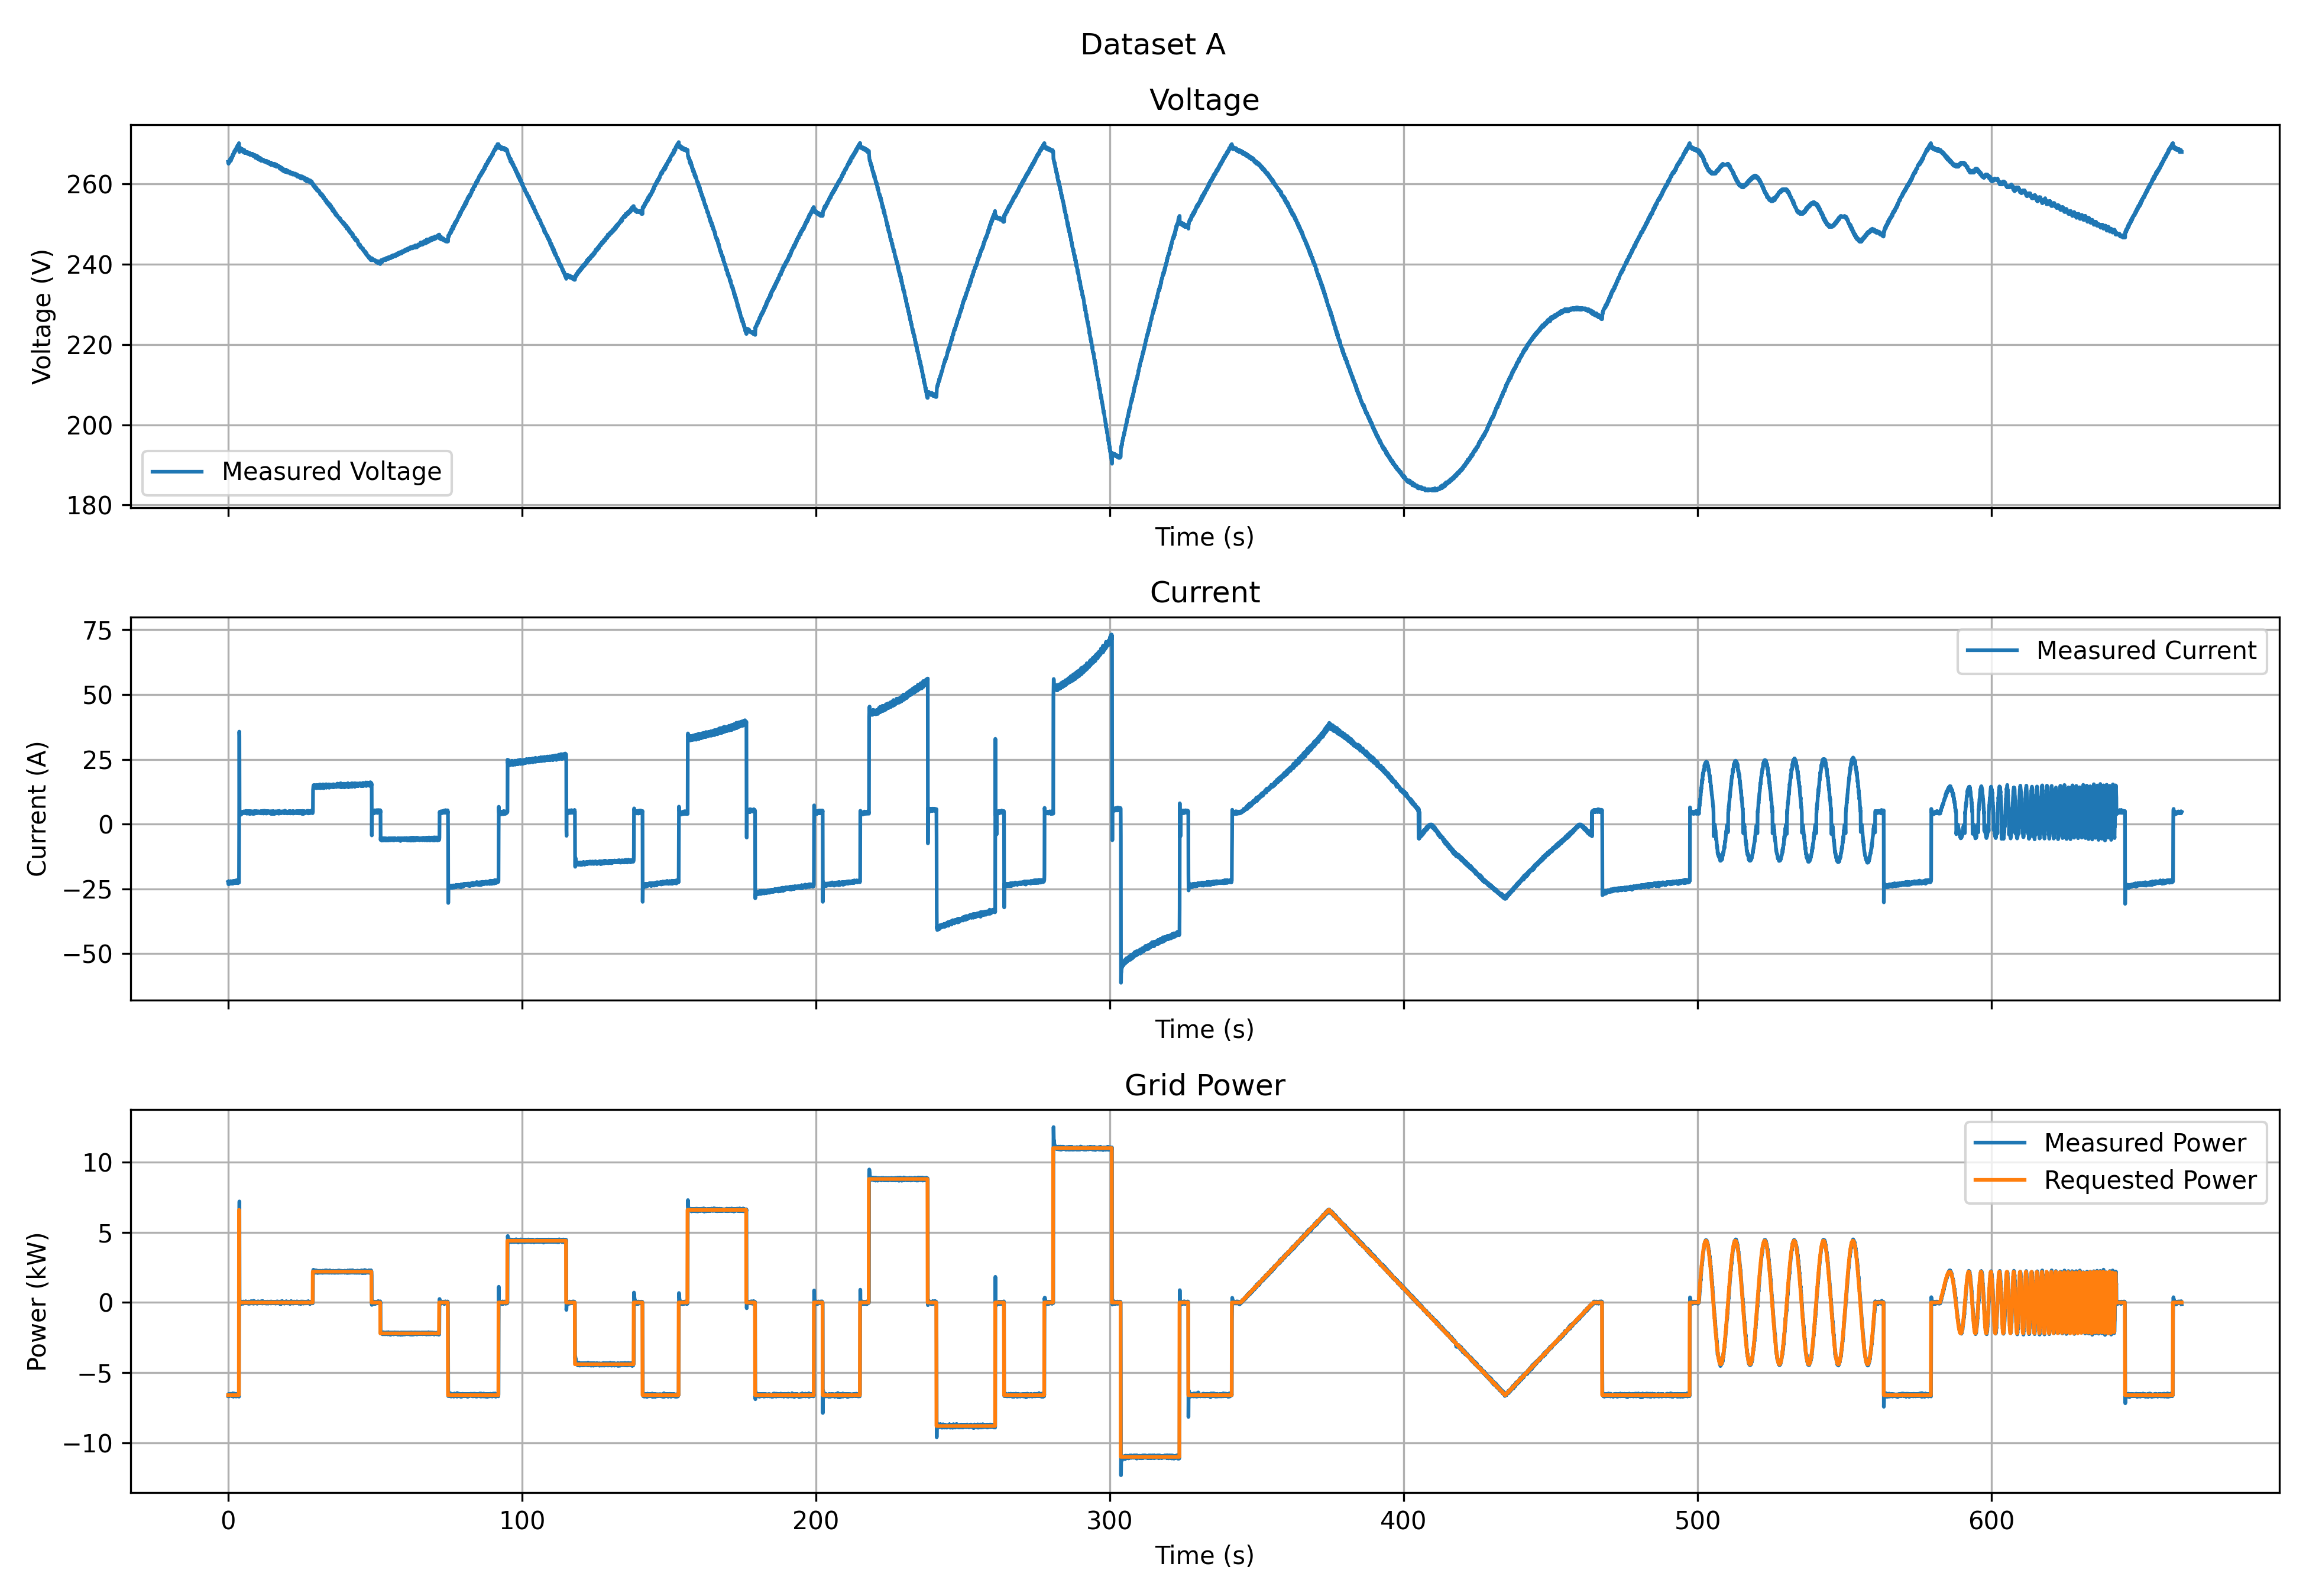 Dataset A
Voltage
260
240
220
200
180
Voltage (V)
Measured Voltage
Time (s)
Current
75
50
25
0
−25
−50
Current (A)
Measured Current
Time (s)
Grid Power
10
5
0
−5
−10
Power (kW)
Measured Power
Requested Power
0 100 200 300 400 500 600
Time (s)